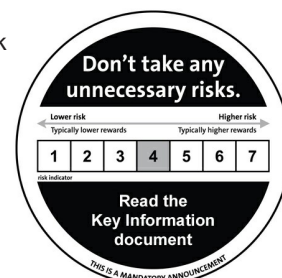 k
Don't take any
unnecessary risks.
Lower risk Higher risk
Typically lower rewards Typically higher rewards
1 2 3 4 5 6 7
risk indicator
Read the
Key Information
document
THIS IS A MANDATORY ANNOUNCEMENT